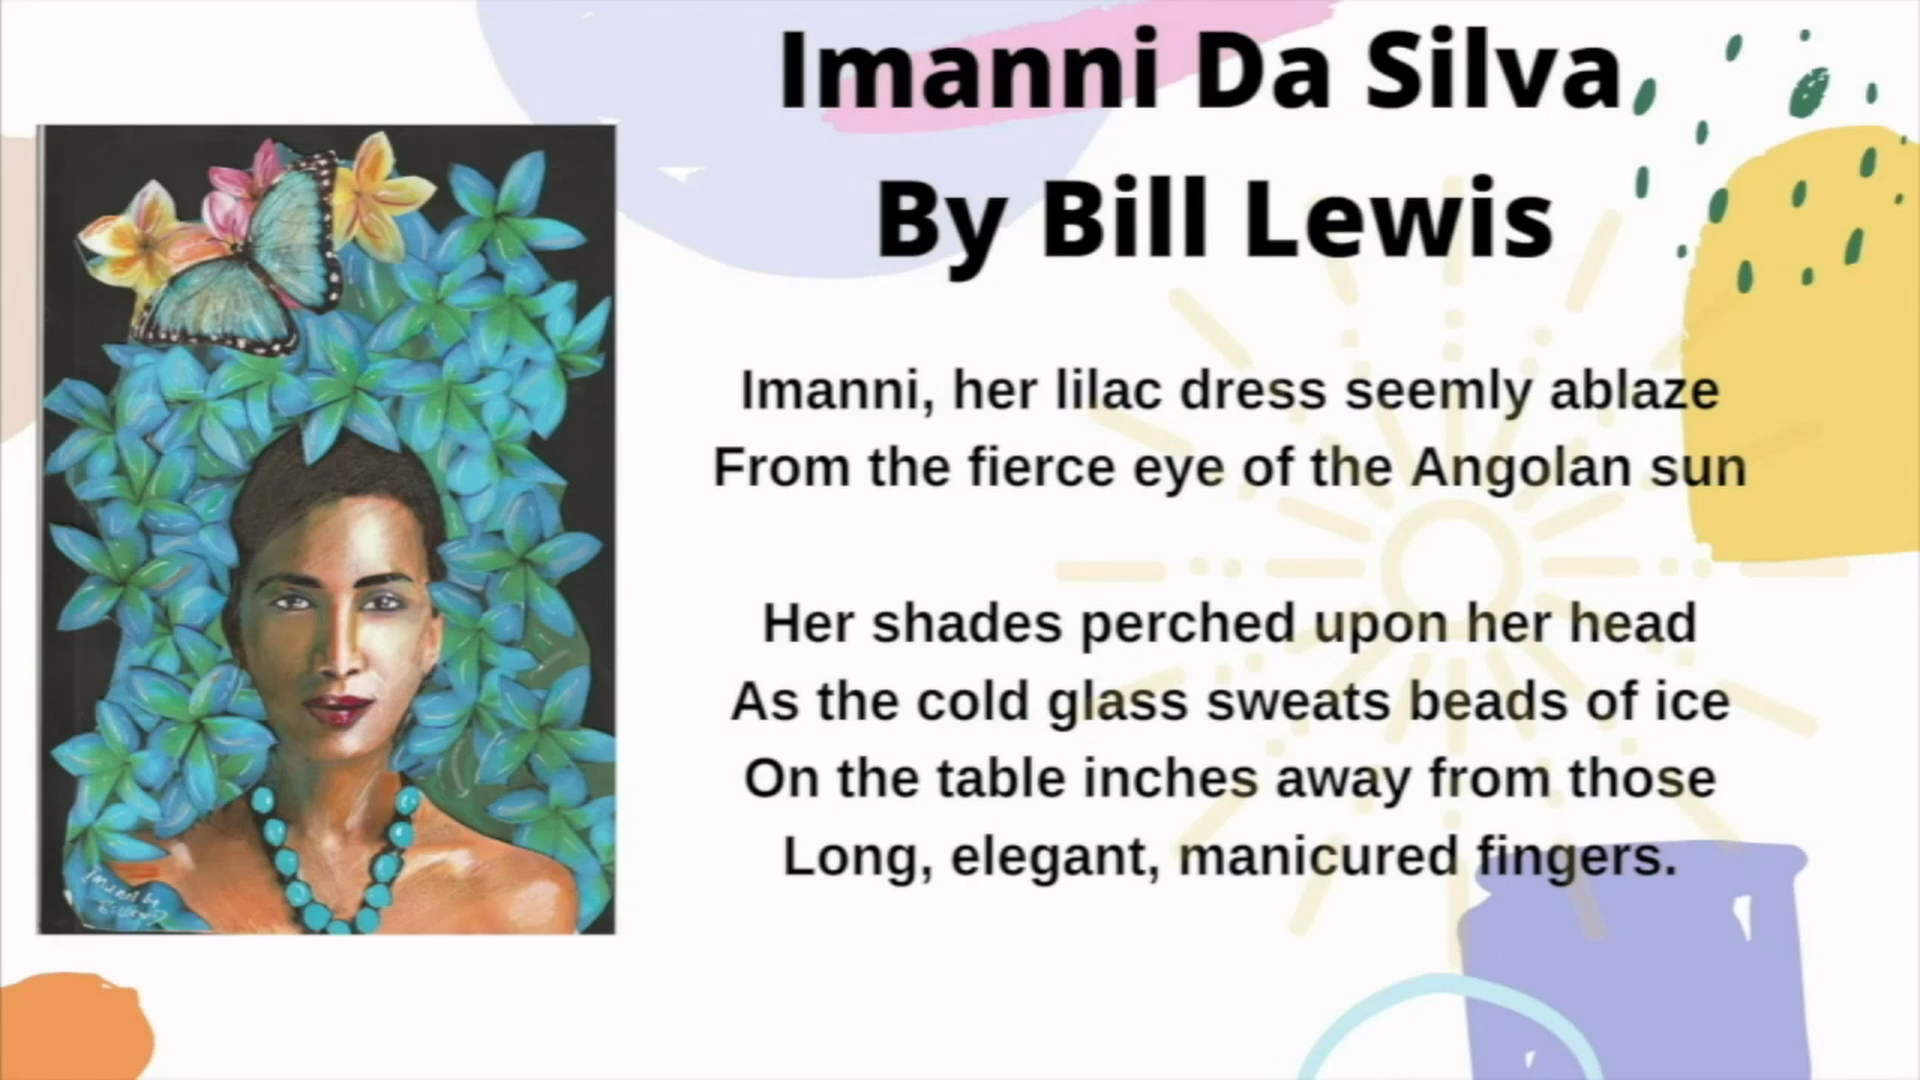 Imanni Da Silva
By Bill Lewis
Imanni, her lilac dress seemly ablaze
From the fierce eye of the Angolan sun
Her shades perched upon her head
As the cold glass sweats beads of ice
On the table inches away from those
Long, elegant, manicured fingers.